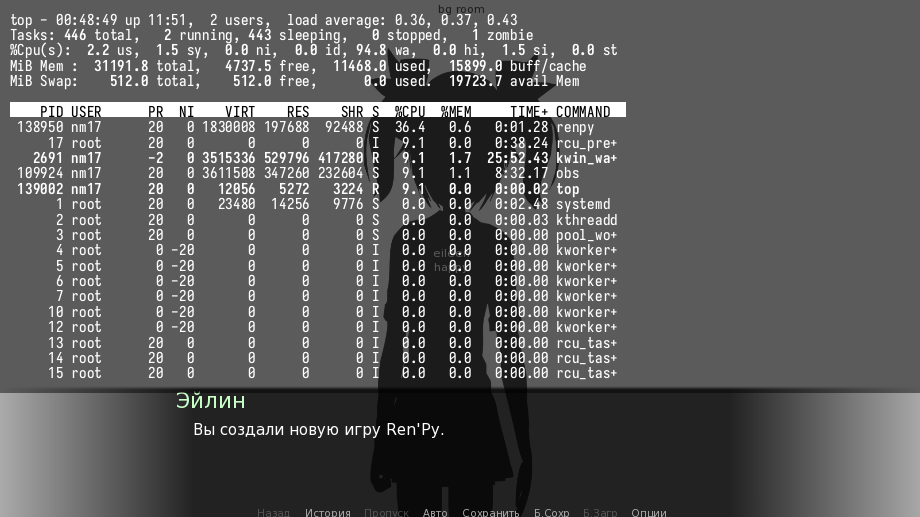 bg room
top - 00:48:49 up 11:51,  2 users,  load average: 0.36, 0.37, 0.43
Tasks: 446 total,   2 running, 443 sleeping,   0 stopped,   1 zombie
%Cpu(s):  2.2 us,  1.5 sy,  0.0 ni,  0.0 id, 94.8 wa,  0.0 hi,  1.5 si,  0.0 st
MiB Mem :  31191.8 total,   4737.5 free,  11468.0 used,  15899.0 buff/cache
MiB Swap:    512.0 total,    512.0 free,      0.0 used.  19723.7 avail Mem
PID USER      PR  NI    VIRT    RES    SHR S  %CPU  %MEM     TIME+ COMMAND
138950 nm17      20   0 1830008 197688  92488 S  36.4   0.6   0:01.28 renpy
17 root      20   0       0      0      0 I   9.1   0.0   0:38.24 rcu_pre+
2691 nm17      -2   0 3515336 529796 417280 R   9.1   1.7  25:52.43 kwin_wa+
109924 nm17      20   0 3611508 347260 232604 S   9.1   1.1   8:32.17 obs
139002 nm17      20   0   12056   5272   3224 R   9.1   0.0   0:00.02 top
1 root      20   0   23480  14256   9776 S   0.0   0.0   0:02.48 systemd
2 root      20   0       0      0      0 S   0.0   0.0   0:00.03 kthreadd
3 root      20   0       0      0      0 S   0.0   0.0   0:00.00 pool_wo+
4 root       0 -20       0      0      0 I   0.0   0.0   0:00.00 kworker+
5 root       0 -20       0      0      0 I   0.0   0.0   0:00.00 kworker+
6 root       0 -20       0      0      0 I   0.0   0.0   0:00.00 kworker+
7 root       0 -20       0      0      0 I   0.0   0.0   0:00.00 kworker+
10 root       0 -20       0      0      0 I   0.0   0.0   0:00.00 kworker+
12 root       0 -20       0      0      0 I   0.0   0.0   0:00.00 kworker+
13 root      20   0       0      0      0 I   0.0   0.0   0:00.00 rcu_tas+
14 root      20   0       0      0      0 I   0.0   0.0   0:00.00 rcu_tas+
15 root      20   0       0      0      0 I   0.0   0.0   0:00.00 rcu_tas+
Эйлин
Вы создали новую игру Ren'Py.
Назад История Пропуск Авто Сохранить Б.Сохр Б.Загр Опции